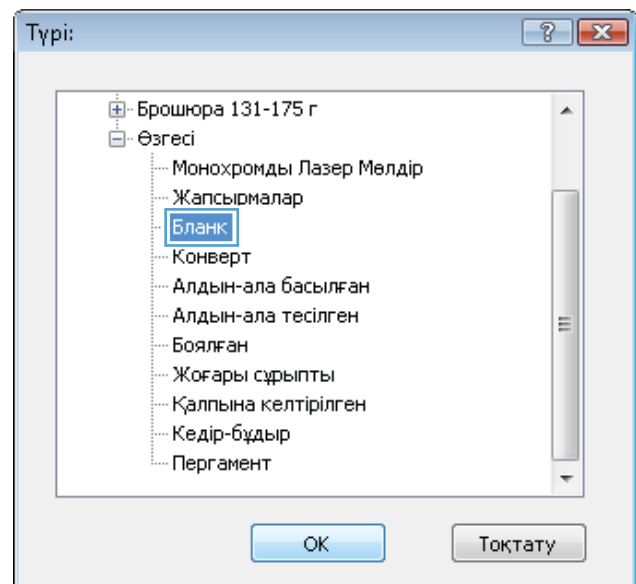 Түрі:
Брошюра 131-175 г
Өзгесі
Монохромды Лазер Мөлдір
Жапсырмалар
Бланк
Конверт
Алдын-ала басылған
Алдын-ала тесілген
Боялған
Жоғары сұрыпты
Қалпына келтірілген
Кедір-бұдыр
Пергамент
OK
Тоқтату